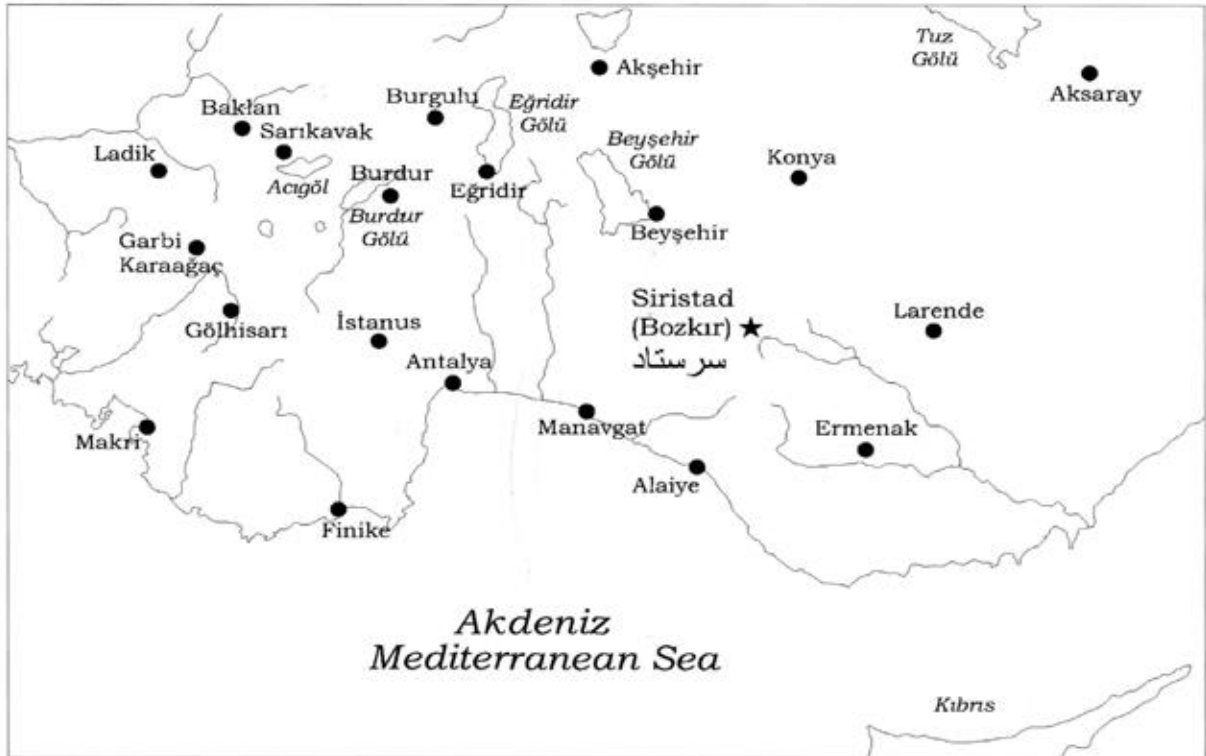 Tuz
Gölü
Akşehir
Aksaray
Burgulu
Eğridir
Gölü
Baklan
Sarıkavak
Beyşehir
Gölü
Ladik
Konya
Acıgöl
Burdur
Eğridir
Burdur
Gölü
Beyşehir
Garbi
Karaağaç
Siristad
(Bozkır)
سرستاد
Larende
Gölhisarı
İstanus
Antalya
Manavgat
Makri
Ermenak
Alaiye
Finike
Akdeniz
Mediterranean Sea
Kıbrıs